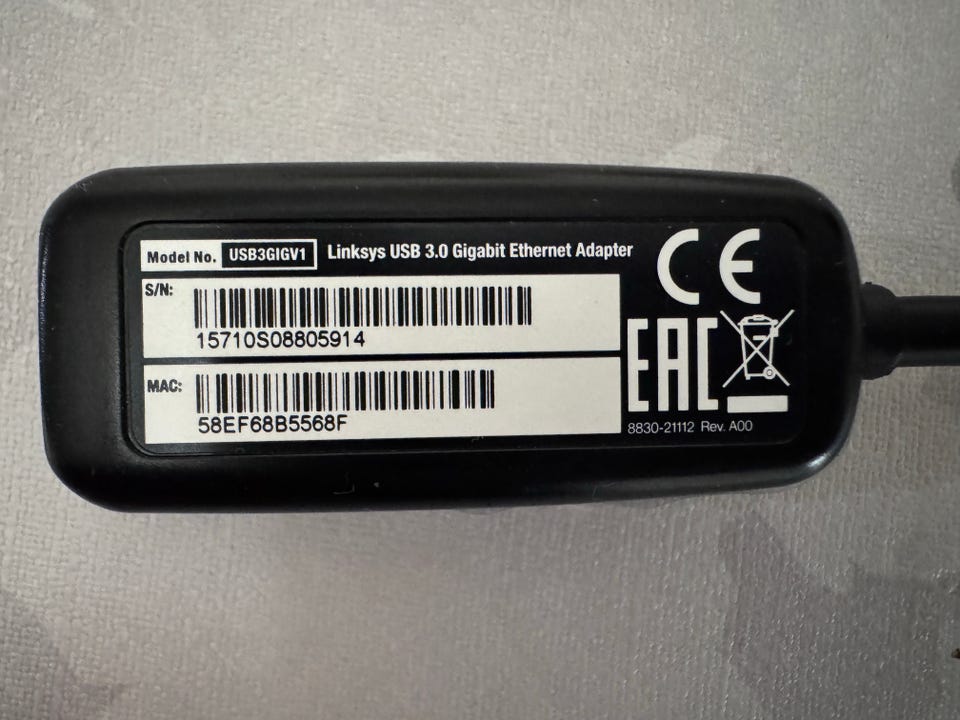 Model No. USB3GIGV1 Linksys USB 3.0 Gigabit Ethernet Adapter
S/N:
15710S08805914
MAC:
58EF68B5568F
CE
EAC
8830-21112 Rev. A00